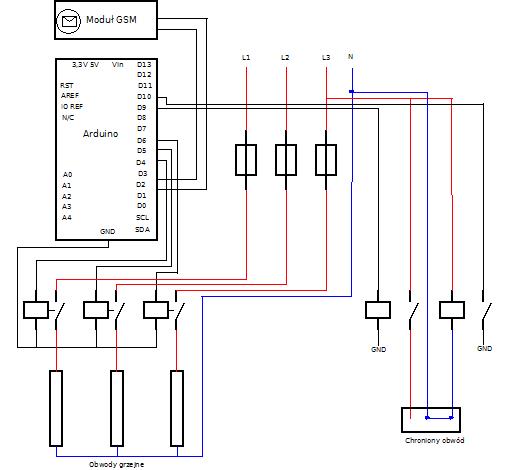 Moduł GSM
L1 L2 L3 N
3,3V 5V Vin D13
D12
RST D11
AREF D10
IO REF D9
N/C D8
D7
Arduino
D6
D5
D4
A0 D3
A1 D2
A2 D1
A3 D0
A4 SCL
GND SDA
GND GND
Chroniony obwód
Obwody grzejne